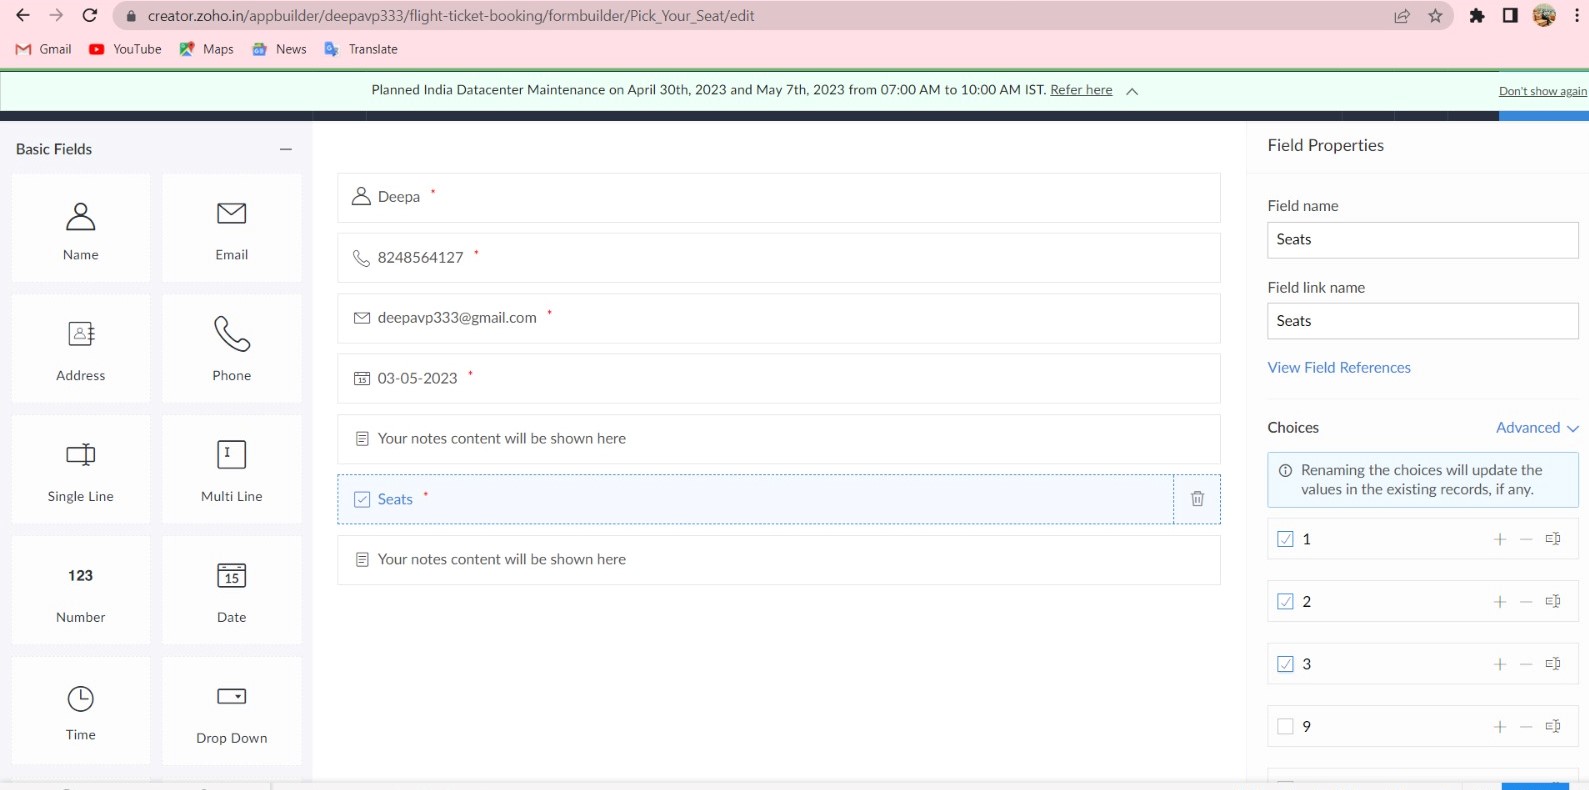 creator.zoho.in/appbuilder/deepavp333/flight-ticket-booking/formbuilder/Pick_Your_Seat/edit
Gmail YouTube Maps News Translate
Planned India Datacenter Maintenance on April 30th, 2023 and May 7th, 2023 from 07:00 AM to 10:00 AM IST. Refer here
Don't show again
Basic Fields
Name Email
Address Phone
Single Line Multi Line
123 15
Number Date
Time Drop Down
Deepa *
8248564127 *
deepavp333@gmail.com *
15 03-05-2023 *
Your notes content will be shown here
Seats *
Your notes content will be shown here
Field Properties
Field name
Seats
Field link name
Seats
View Field References
Choices Advanced
Renaming the choices will update the
values in the existing records, if any.
1
2
3
9